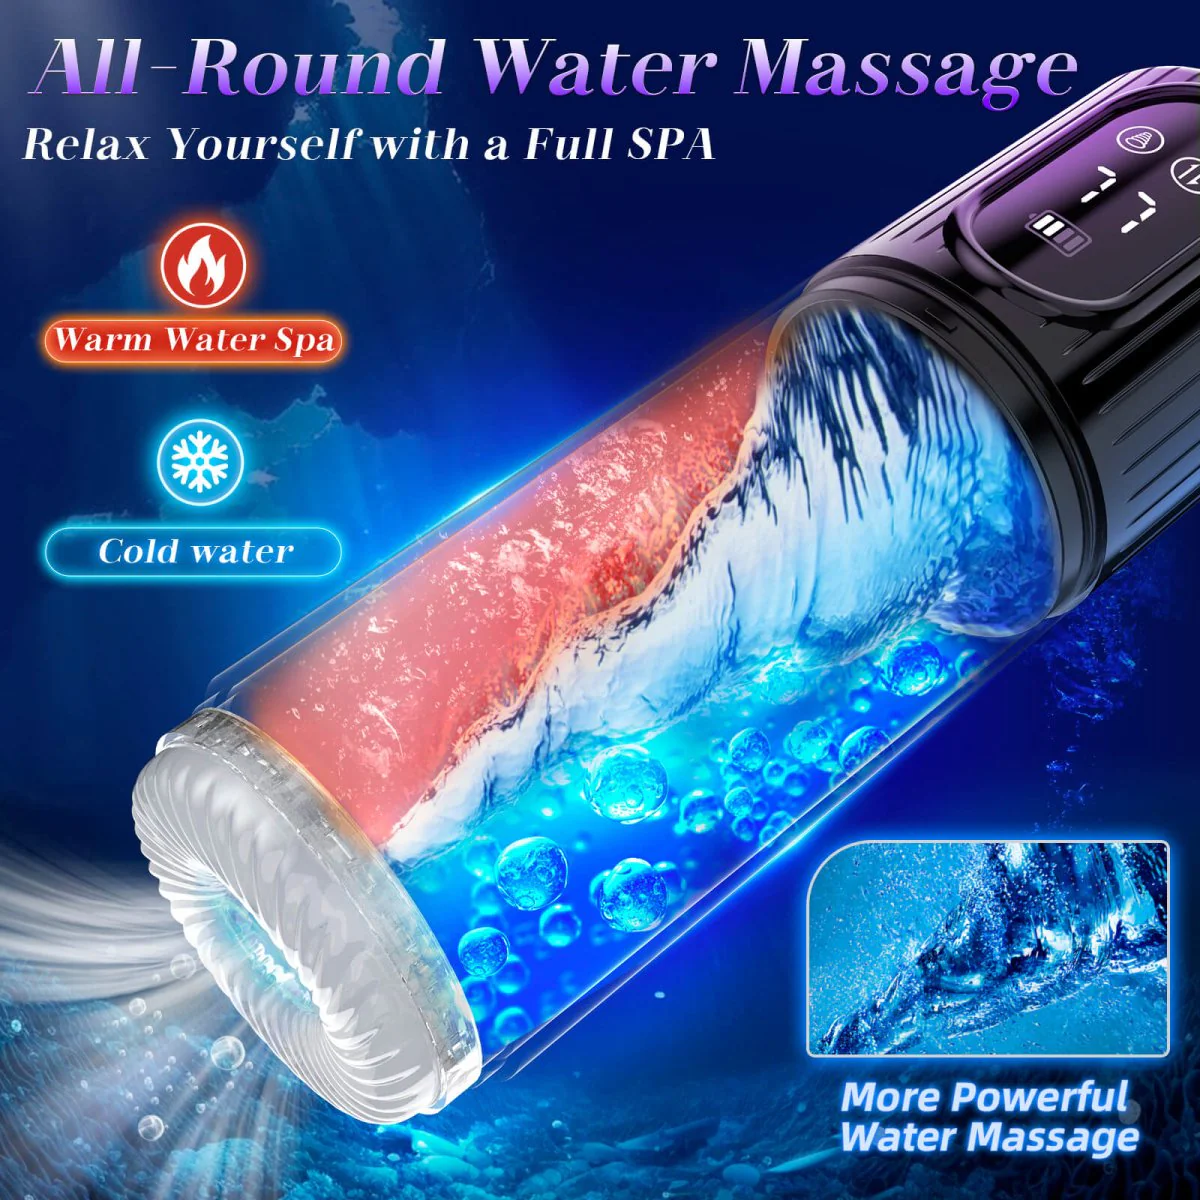 All-Round Water Massage
Relax Yourself with a Full SPA
Warm Water Spa
Cold water
More Powerful
Water Massage